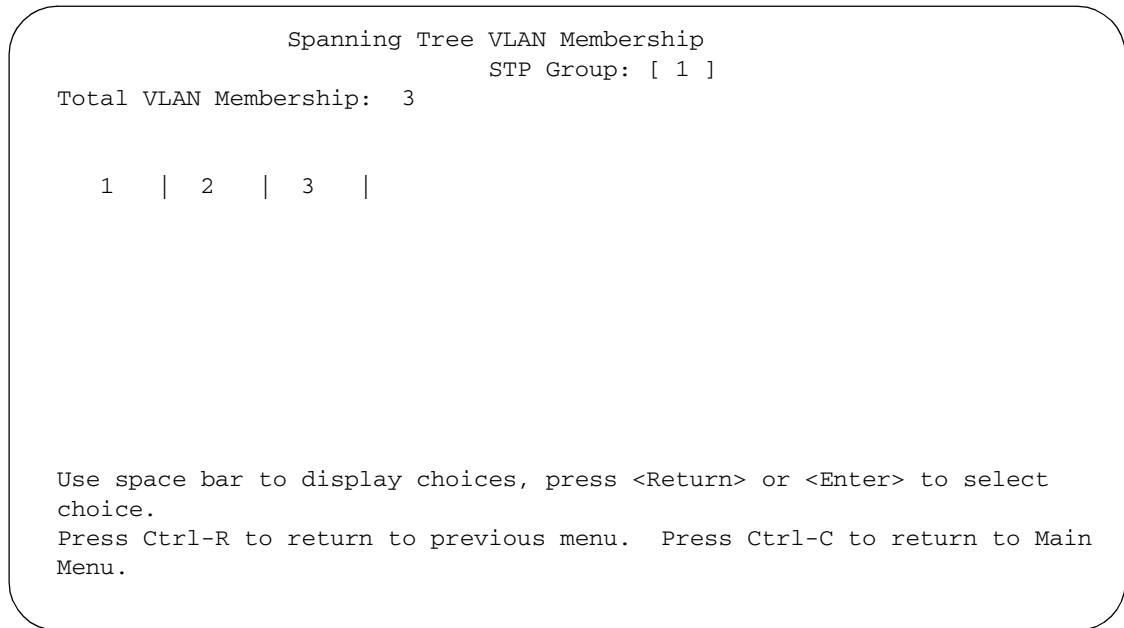 Spanning Tree VLAN Membership
STP Group: [ 1 ]
Total VLAN Membership: 3
1 | 2 | 3 |
Use space bar to display choices, press <Return> or <Enter> to select
choice.
Press Ctrl-R to return to previous menu. Press Ctrl-C to return to Main
Menu.